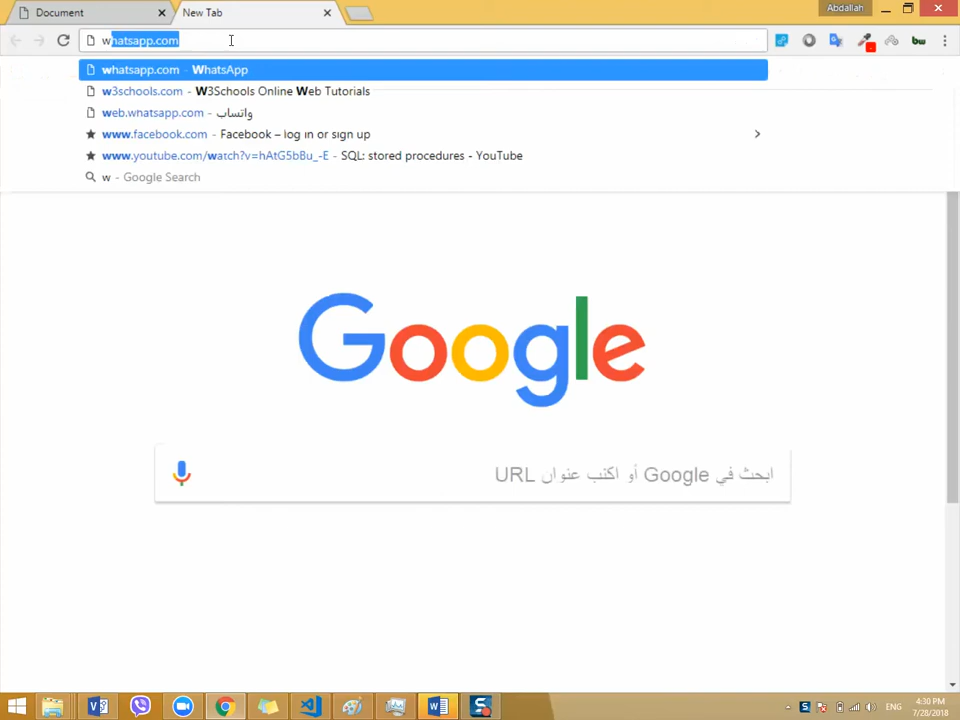 Document
New Tab
Abdallah
whatsapp.com
whatsapp.com - WhatsApp
w3schools.com - W3Schools Online Web Tutorials
web.whatsapp.com - واتساب
www.facebook.com - Facebook – log in or sign up
www.youtube.com/watch?v=hAtG5bBu_-E - SQL: stored procedures - YouTube
w - Google Search
Google
ابحث في Google أو اكتب عنوان URL
ENG
4:30 PM
7/28/2018